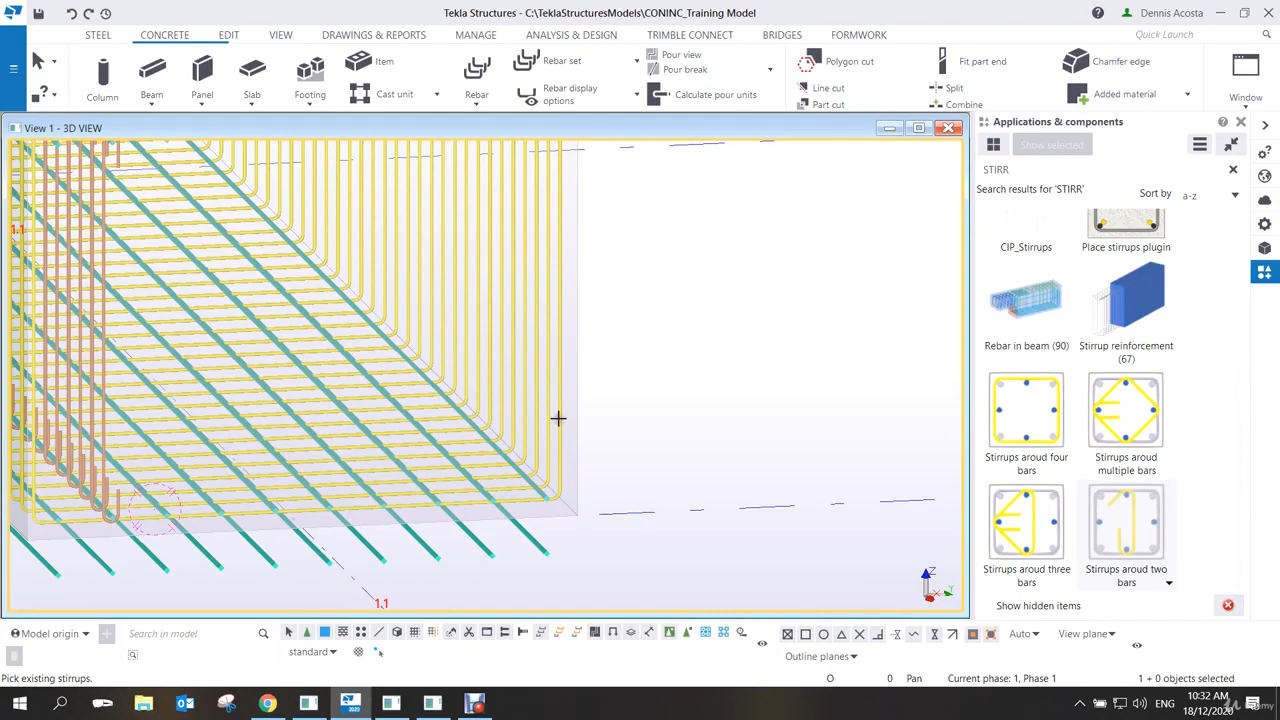 Tekla Structures - C:\TeklaStructuresModels\CONINC_Training Model
Dennis Acosta
STEEL
CONCRETE
EDIT
VIEW
DRAWINGS & REPORTS
MANAGE
ANALYSIS & DESIGN
TRIMBLE CONNECT
BRIDGES
FORMWORK
Quick Launch
Column
Beam
Panel
Slab
Footing
Item
Cast unit
Rebar
Rebar set
Rebar display
options
Pour view
Pour break
Calculate pour units
Polygon cut
Line cut
Part cut
Fit part end
Split
Combine
Chamfer edge
Added material
Window
View 1 - 3D VIEW
1.1
1.1
Z
X
Y
Applications & components
Show selected
STIRR
Search results for 'STIRR'
Sort by
a-z
CIP_Stirrups
Place stirrups plugin
Rebar in beam (90)
Stirrup reinforcement
(67)
Stirrups aroud four
bars
Stirrups aroud
multiple bars
Stirrups aroud three
bars
Stirrups aroud two
bars
Show hidden items
Model origin
Search in model
standard
Auto
View plane
Outline planes
Pick existing stirrups.
O
0
Pan
Current phase: 1, Phase 1
1 + 0 objects selected
ENG
10:32 AM
18/12/2020